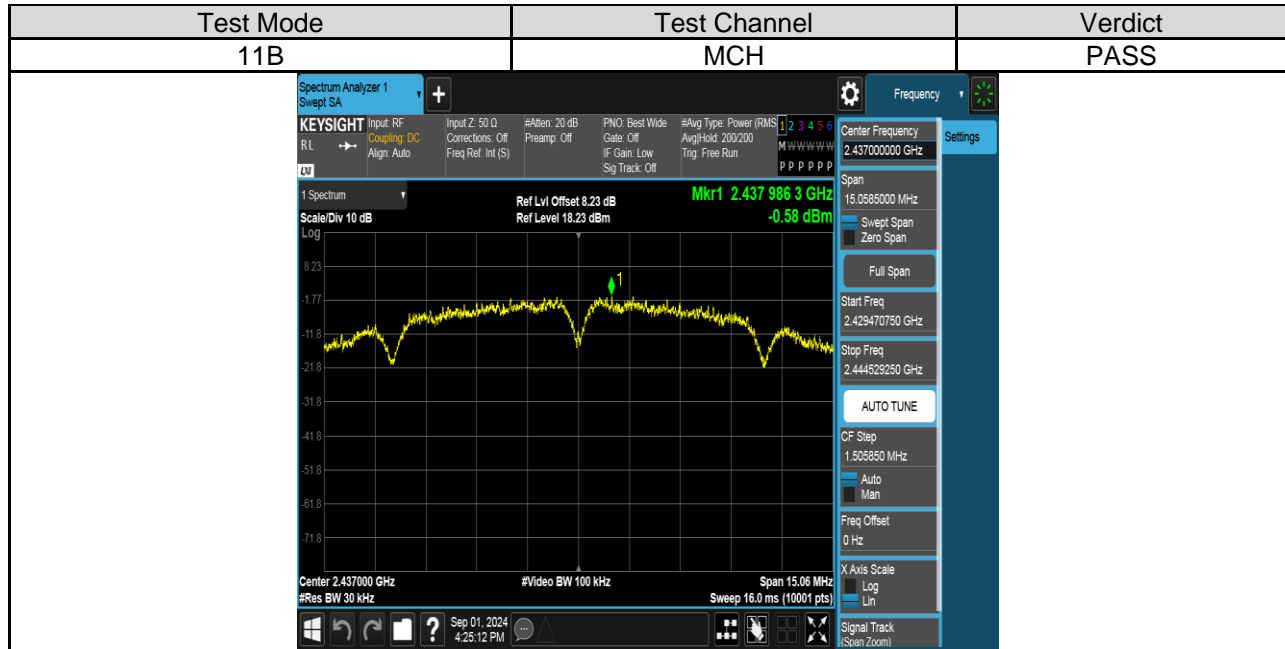 Test Mode Test Channel Verdict
11B MCH PASS
Spectrum Analyzer 1
Swept SA
+
Frequency
KEYSIGHT
RL
LXI
Input: RF
Coupling: DC
Align: Auto
Input Z: 50 Ω
Corrections: Off
Freq Ref: Int (S)
#Atten: 20 dB
Preamp: Off
PNO: Best Wide
Gate: Off
IF Gain: Low
Sig Track: Off
#Avg Type: Power (RMS
Avg|Hold: 200/200
Trig: Free Run
1 2 3 4 5 6
M W W W W W
P P P P P P
1 Spectrum
Scale/Div 10 dB
Log
Ref Lvl Offset 8.23 dB
Ref Level 18.23 dBm
Mkr1 2.437 986 3 GHz
-0.58 dBm
1
8.23
-1.77
-11.8
-21.8
-31.8
-41.8
-51.8
-61.8
-71.8
Center 2.437000 GHz
#Res BW 30 kHz
#Video BW 100 kHz
Span 15.06 MHz
Sweep 16.0 ms (10001 pts)
Center Frequency
2.437000000 GHz
Settings
Span
15.0585000 MHz
Swept Span
Zero Span
Full Span
Start Freq
2.429470750 GHz
Stop Freq
2.444529250 GHz
AUTO TUNE
CF Step
1.505850 MHz
Auto
Man
Freq Offset
0 Hz
X Axis Scale
Log
Lin
Signal Track
(Span Zoom)
?
Sep 01, 2024
4:25:12 PM